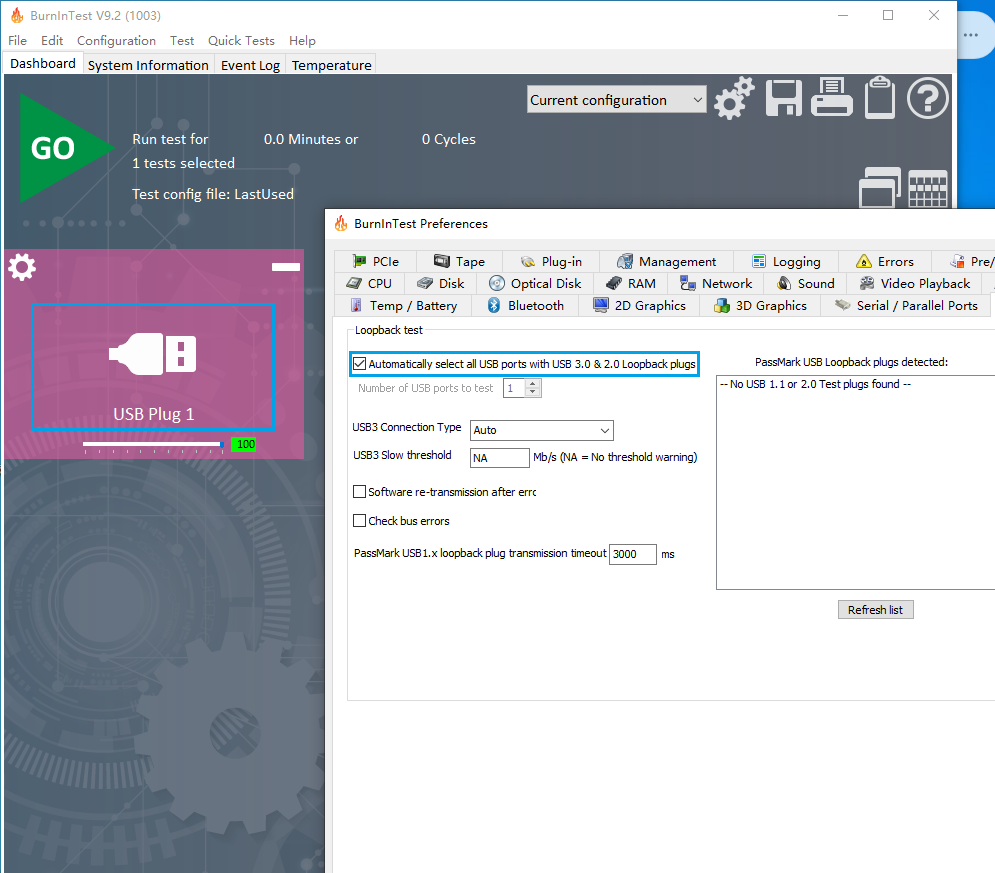 BurnInTest V9.2 (1003)
File Edit Configuration Test Quick Tests Help
Dashboard System Information Event Log Temperature
Current configuration
GO
Run test for 0.0 Minutes or 0 Cycles
1 tests selected
Test config file: LastUsed
BurnInTest Preferences
PCIe Tape Plug-in Management Logging Errors Pre/
CPU Disk Optical Disk RAM Network Sound Video Playback
Temp / Battery Bluetooth 2D Graphics 3D Graphics Serial / Parallel Ports
Loopback test
Automatically select all USB ports with USB 3.0 & 2.0 Loopback plugs
Number of USB ports to test 1
USB3 Connection Type Auto
USB3 Slow threshold NA Mb/s (NA = No threshold warning)
Software re-transmission after errc
Check bus errors
PassMark USB1.x loopback plug transmission timeout 3000 ms
PassMark USB Loopback plugs detected:
-- No USB 1.1 or 2.0 Test plugs found --
Refresh list
USB Plug 1
100